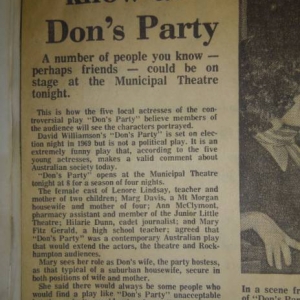 Don's Party
A number of people you know —
perhaps friends — could be on
stage at the Municipal Theatre
tonight.
This is how the five local actresses of the con-
troversial play "Don's Party" believe members of
the audience will see the characters portrayed.
David Williamson's "Don's Party" is set on elec-
tion night in 1969 but is not a political play. It is an
extremely funny play that, according to the five
young actresses, makes a valid comment about
Australian society today.
"Don's Party" opens at the Municipal Theatre
tonight at 8 for a season of four nights.
The female cast of Lenore Lindsay, teacher and
mother of two children; Marg Davis, a Mt Morgan
housewife and mother of four; Ann McClymont,
pharmacy assistant and member of the Junior Little
Theatre; Hilarie Dam, cadet journalist; and Mary
Fitz Gerald, a high school teacher; agreed that
"Don's Party" was a contemporary Australian play
that would extend the actors, the theatre and Rock-
hampton audiences.
Mary sees her role as Don's wife, the party hostess,
as that typical of a suburban housewife, secure in
both positions of wife and mother.
She said there would always be some people who
would find a play like "Don's Party" unacceptable
In a scene fr
of "Don's